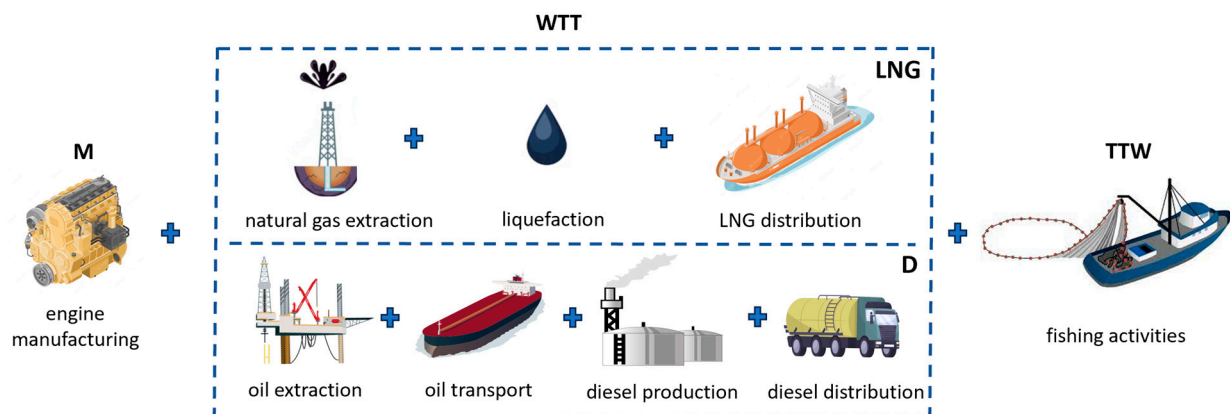 WTT
LNG
natural gas extraction
liquefaction
LNG distribution
M
engine
manufacturing
TTW
fishing activities
D
oil extraction
oil transport
diesel production
diesel distribution